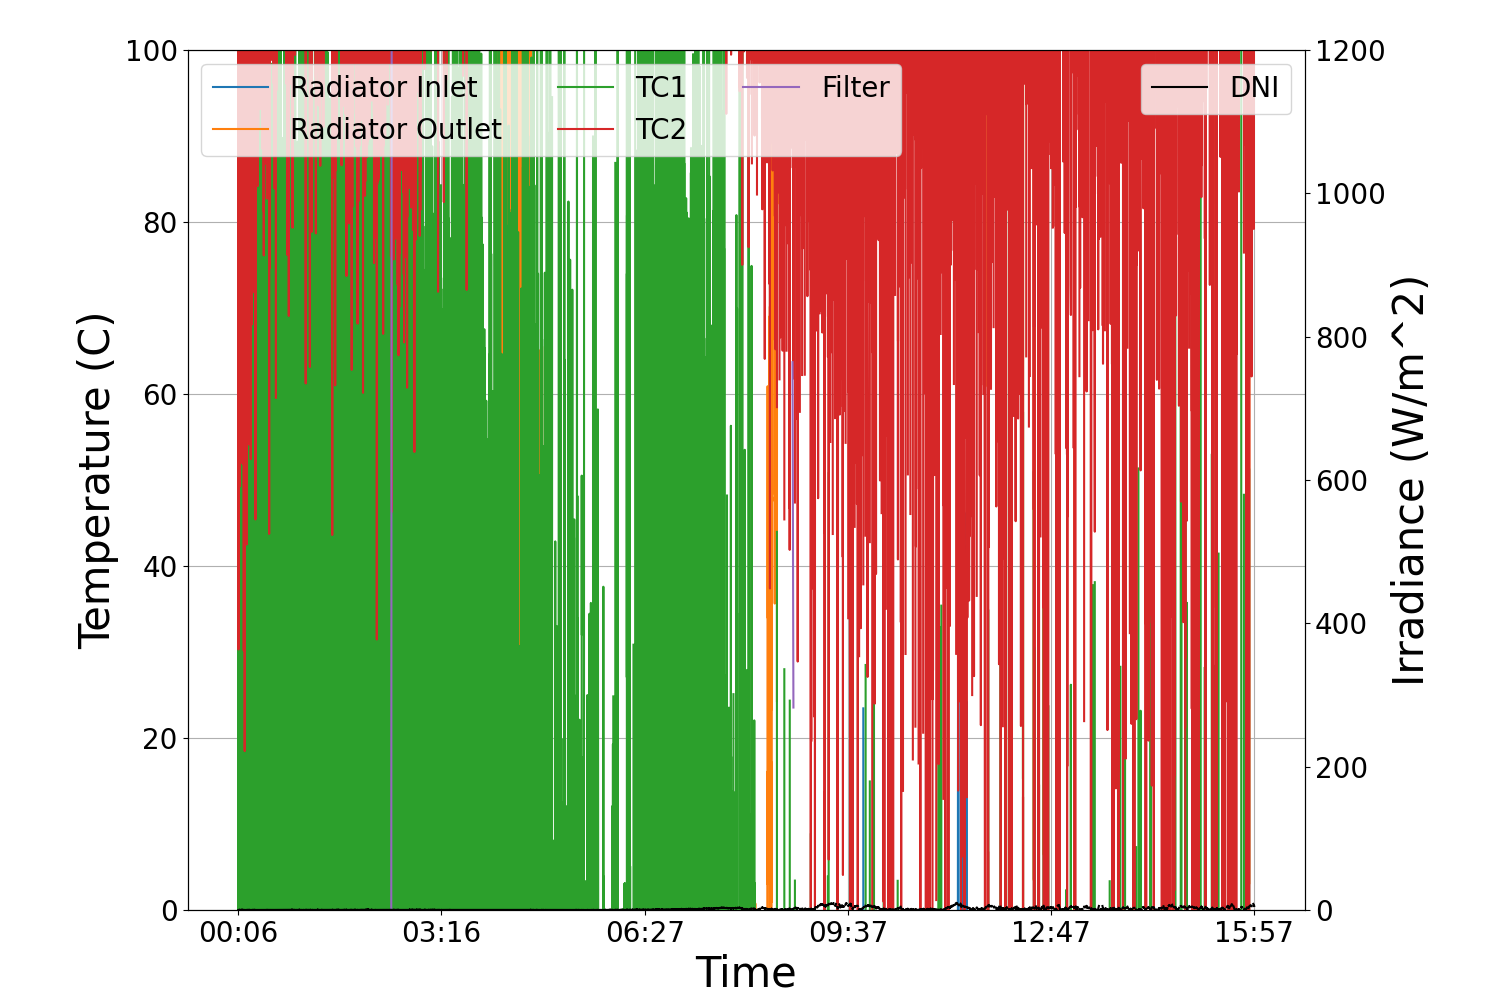 100
80
60
40
20
0
Temperature (C)
Radiator Inlet
Radiator Outlet
TC1
TC2
Filter
DNI
1200
1000
800
600
400
200
0
Irradiance (W/m^2)
00:06 03:16 06:27 09:37 12:47 15:57
Time